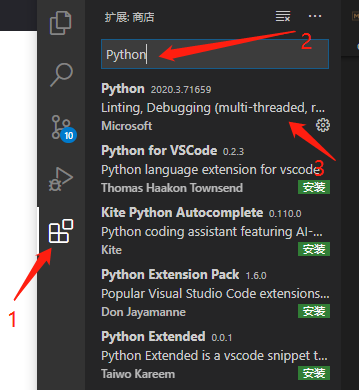 扩展: 商店
Python
2
Python 2020.3.71659
Linting, Debugging (multi-threaded, r...
Microsoft
10
3
Python for VSCode 0.2.3
Python language extension for vscode
Thomas Haakon Townsend 安装
Kite Python Autocomplete 0.110.0
Python coding assistant featuring AI-...
Kite 安装
1
Python Extension Pack 1.6.0
Popular Visual Studio Code extensions...
Don Jayamanne 安装
Python Extended 0.0.1
Python Extended is a vscode snippet t...
Taiwo Kareem 安装